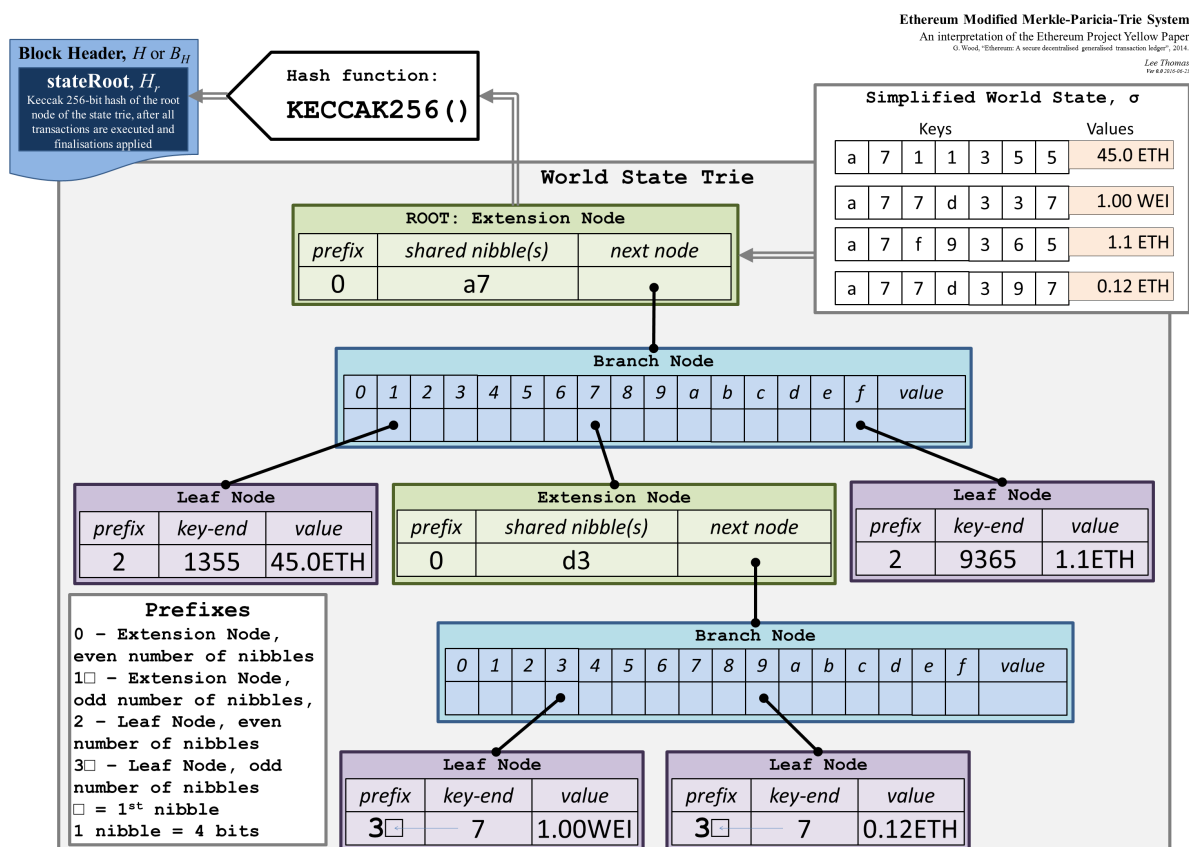 Ethereum Modified Merkle-Paricia-Trie System
An interpretation of the Ethereum Project Yellow Paper
G. Wood, "Ethereum: A secure decentralised generalised transaction ledger", 2014.
Lee Thomas
Block Header, H or B_H
stateRoot, H_r
Keccak 256-bit hash of the root
node of the state trie, after all
transactions are executed and
finalisations applied
Hash function:
KECCAK256()
Simplified World State, σ
Keys Values
a 7 1 1 3 5 5 45.0 ETH
a 7 7 d 3 3 7 1.00 WEI
a 7 f 9 3 6 5 1.1 ETH
a 7 7 d 3 9 7 0.12 ETH
World State Trie
ROOT: Extension Node
prefix shared nibble(s) next node
0 a7
Branch Node
0 1 2 3 4 5 6 7 8 9 a b c d e f value
Leaf Node
prefix key-end value
2 1355 45.0ETH
Extension Node
prefix shared nibble(s) next node
0 d3
Leaf Node
prefix key-end value
2 9365 1.1ETH
Prefixes
0 – Extension Node,
even number of nibbles
1□ – Extension Node,
odd number of nibbles,
2 – Leaf Node, even
number of nibbles
3□ – Leaf Node, odd
number of nibbles
□ = 1st nibble
1 nibble = 4 bits
Branch Node
0 1 2 3 4 5 6 7 8 9 a b c d e f value
Leaf Node
prefix key-end value
3□ 7 1.00WEI
Leaf Node
prefix key-end value
3□ 7 0.12ETH